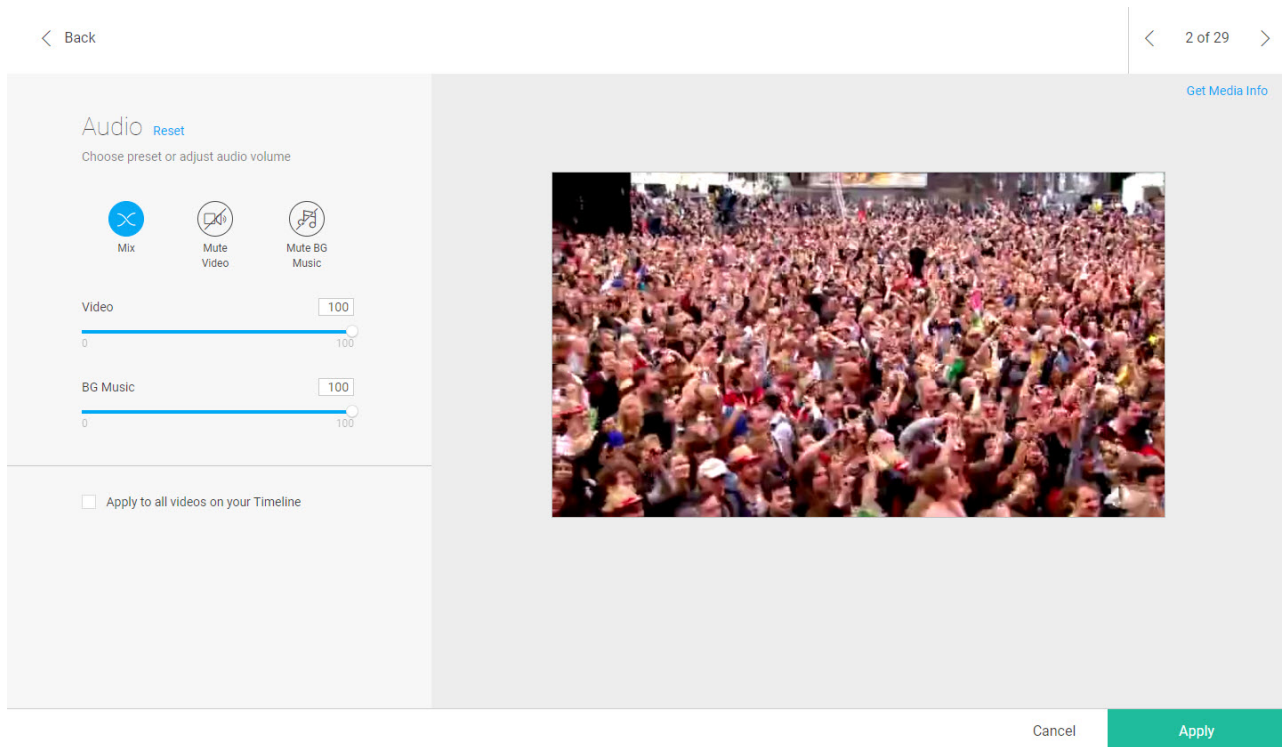 Back
2 of 29
Get Media Info
Audio Reset
Choose preset or adjust audio volume
Mix
Mute
Video
Mute BG
Music
Video 100
0 100
BG Music 100
0 100
Apply to all videos on your Timeline
Cancel
Apply